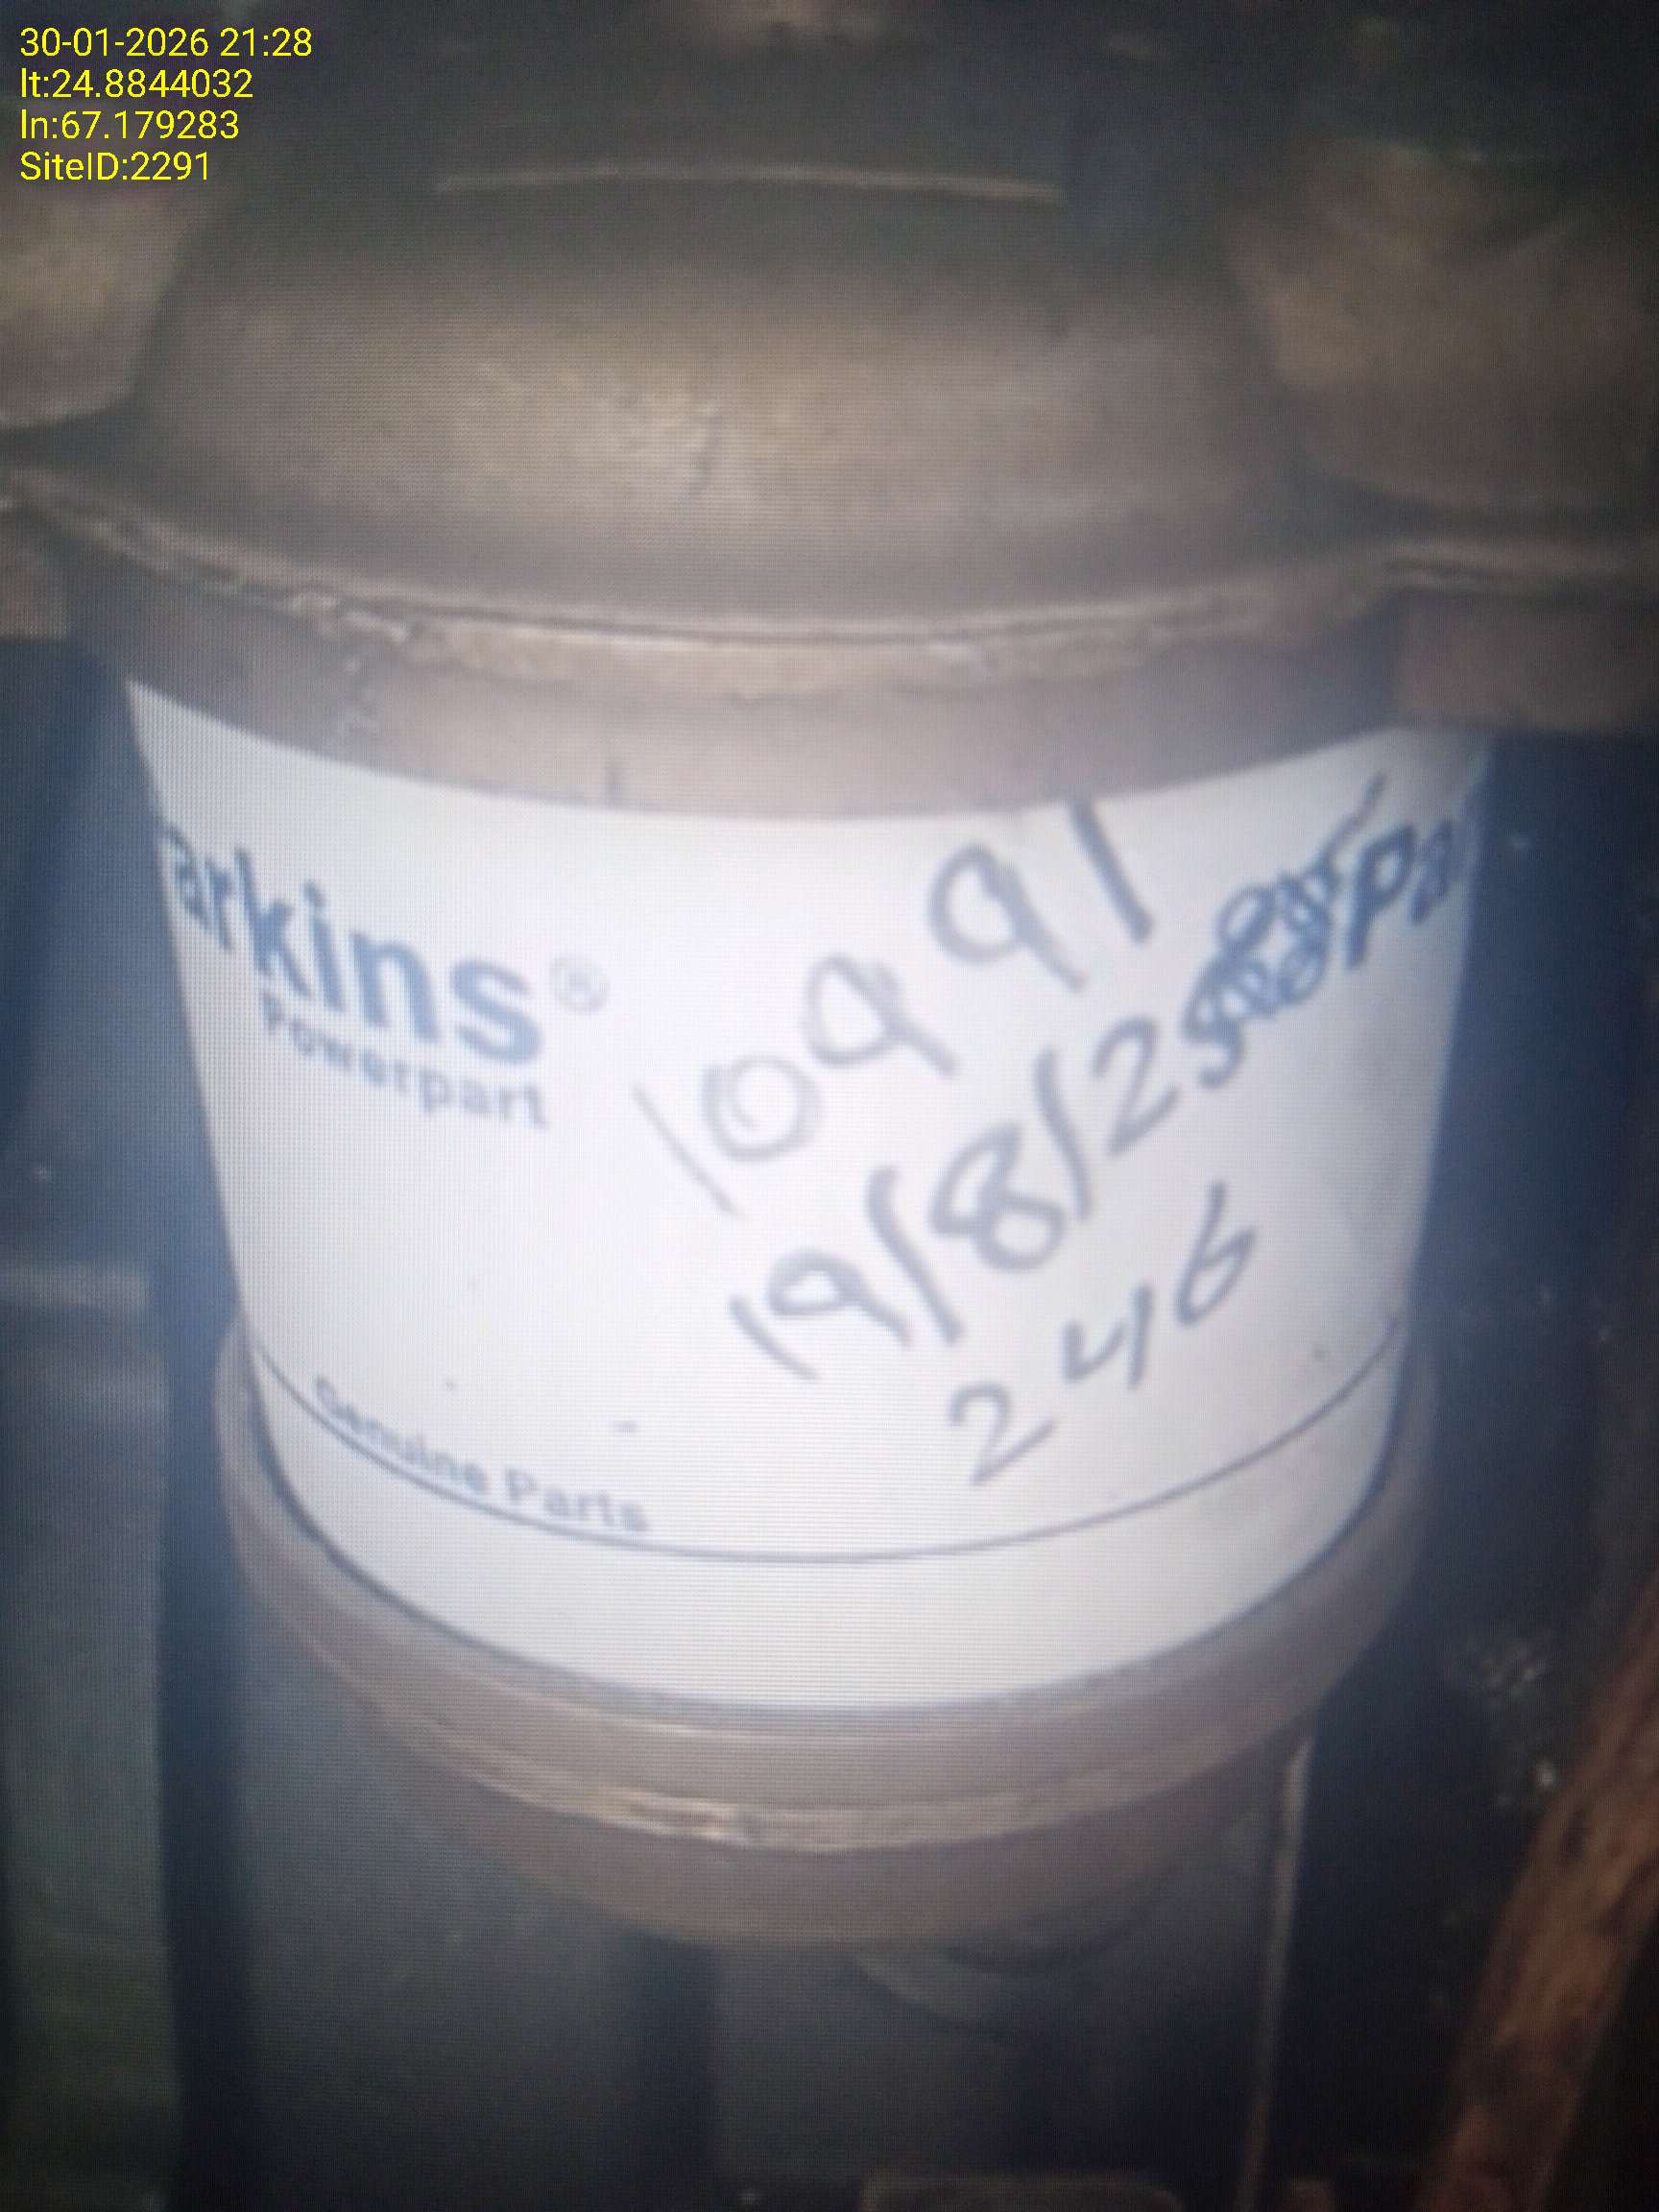 30-01-2026 21:28
lt:24.8844032
ln:67.179283
SiteID:2291
arkins®
Powerpart
10991
19/8/25
246
Genuine Parts